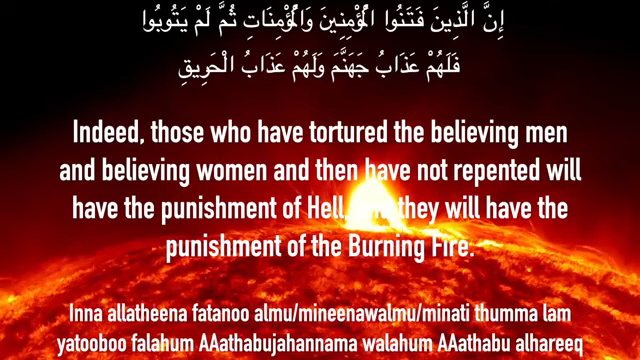 إِنَّ الَّذِينَ فَتَنُوا الْمُؤْمِنِينَ وَالْمُؤْمِنَاتِ ثُمَّ لَمْ يَتُوبُوا
فَلَهُمْ عَذَابُ جَهَنَّمَ وَلَهُمْ عَذَابُ الْحَرِيقِ
Indeed, those who have tortured the believing men
and believing women and then have not repented will
have the punishment of Hell, and they will have the
punishment of the Burning Fire.
Inna allatheena fatanoo almu/mineenawalmu/minati thumma lam
yatooboo falahum AAathabujahannama walahum AAathabu alhareeq